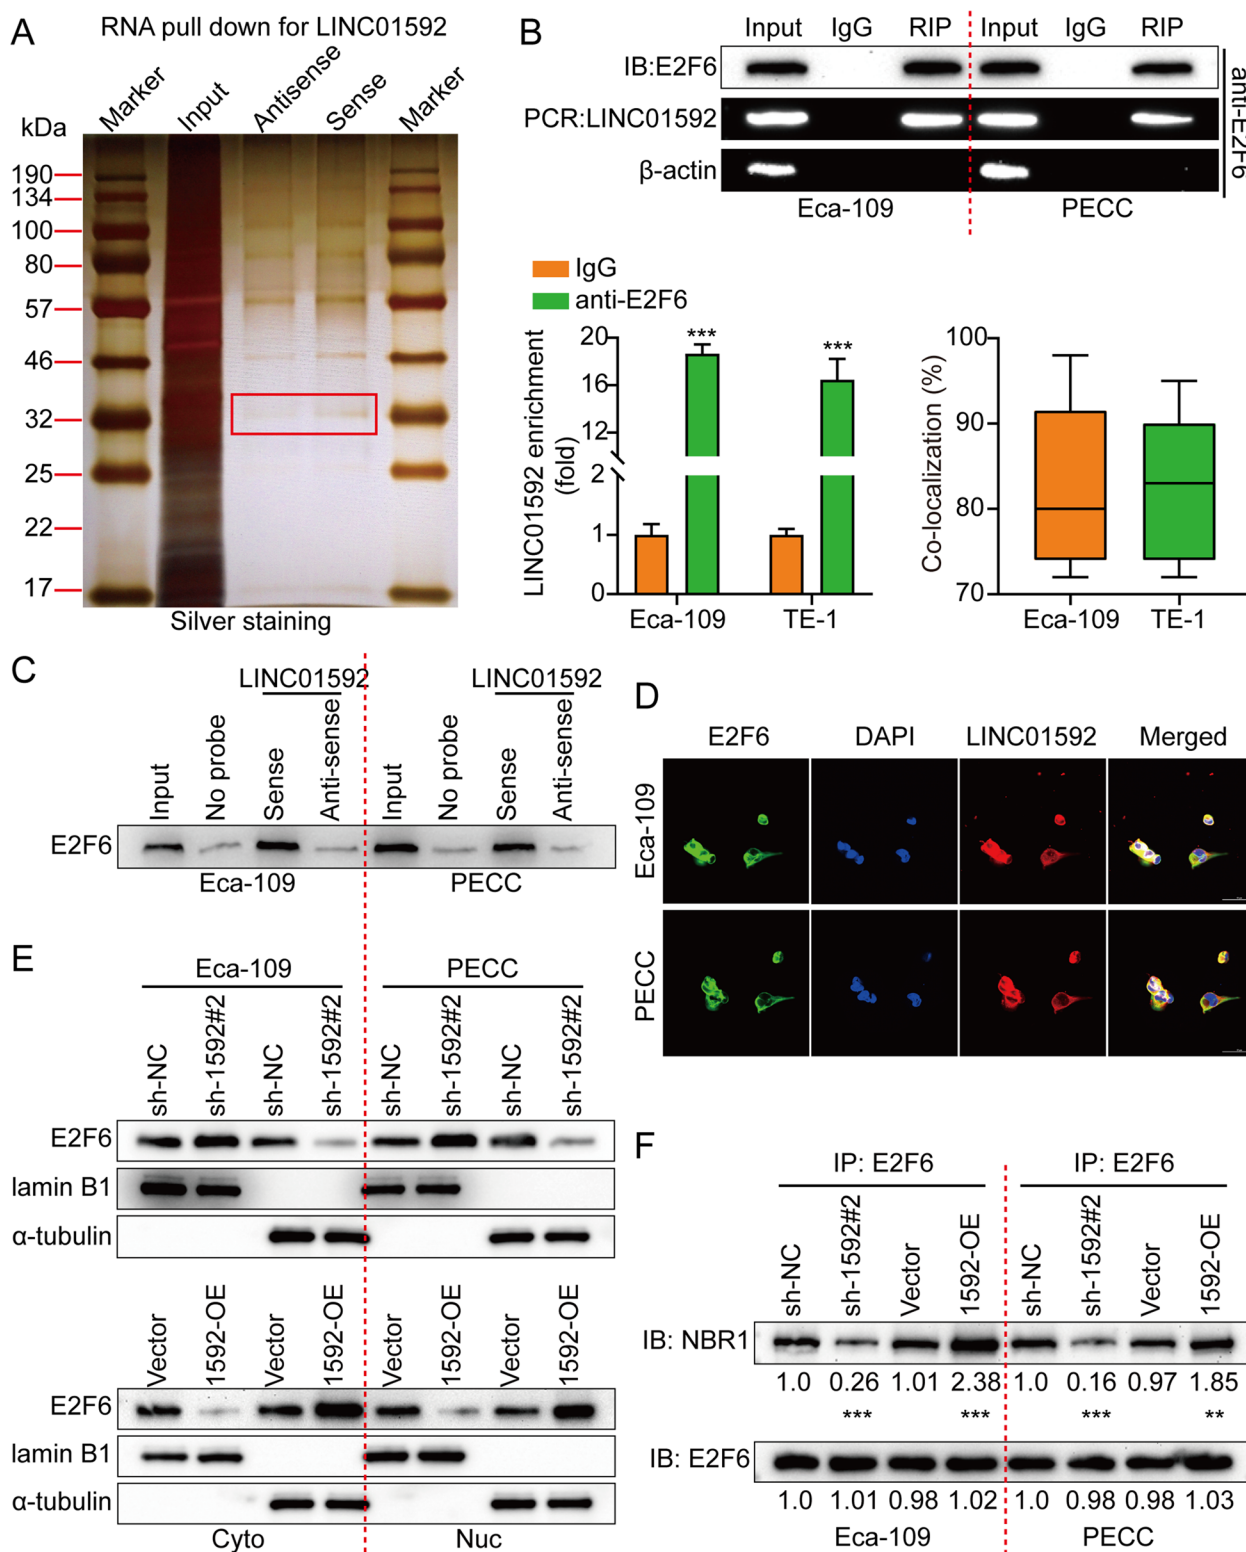 A
RNA pull down for LINC01592
kDa
Marker
Input
Antisense
Sense
Marker
190
134
100
80
57
46
32
25
22
17
Silver staining
B
Input IgG RIP Input IgG RIP
IB:E2F6
PCR:LINC01592
β-actin
anti-E2F6
Eca-109 PECC
IgG
anti-E2F6
LINC01592 enrichment
(fold)
20
16
12
2
1
0
***
***
Eca-109 TE-1
Co-localization (%)
100
90
80
70
Eca-109 TE-1
C
LINC01592 LINC01592
Input
No probe
Sense
Anti-sense
Input
No probe
Sense
Anti-sense
E2F6
Eca-109 PECC
D
E2F6 DAPI LINC01592 Merged
Eca-109
PECC
E
Eca-109 PECC
sh-NC
sh-1592#2
sh-NC
sh-1592#2
sh-NC
sh-1592#2
sh-NC
sh-1592#2
E2F6
lamin B1
α-tubulin
Vector
1592-OE
Vector
1592-OE
Vector
1592-OE
Vector
1592-OE
E2F6
lamin B1
α-tubulin
Cyto Nuc
F
IP: E2F6 IP: E2F6
sh-NC
sh-1592#2
Vector
1592-OE
sh-NC
sh-1592#2
Vector
1592-OE
IB: NBR1
1.0 0.26 1.01 2.38 1.0 0.16 0.97 1.85
*** *** *** **
IB: E2F6
1.0 1.01 0.98 1.02 1.0 0.98 0.98 1.03
Eca-109 PECC